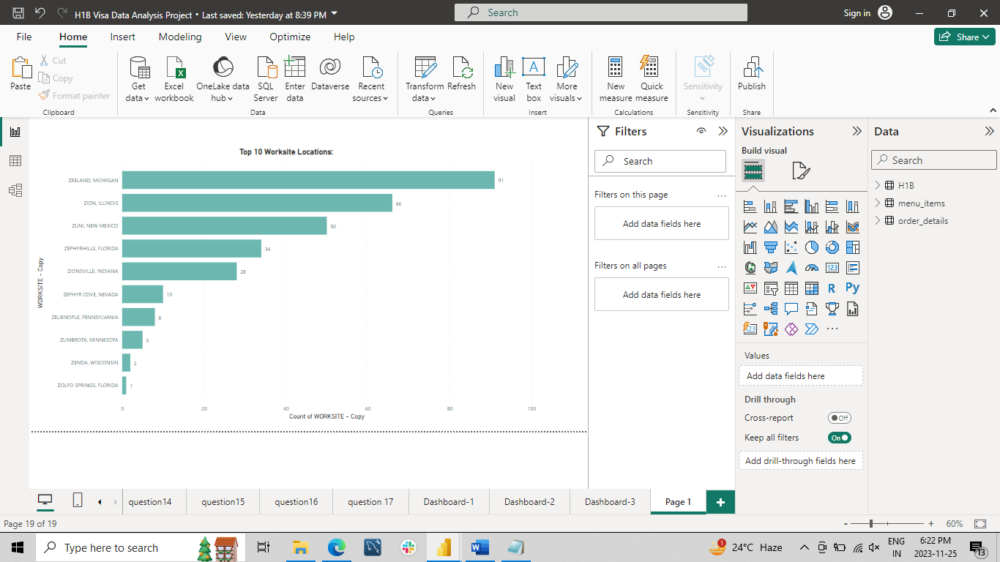 H1B Visa Data Analysis Project • Last saved: Yesterday at 8:39 PM
Search
Sign in
File Home Insert Modeling View Optimize Help
Share
Paste
Cut
Copy
Format painter
Clipboard
Get data
Excel workbook
OneLake data hub
SQL Server
Enter data
Dataverse
Recent sources
Data
Transform data
Refresh
Queries
New visual
Text box
More visuals
Insert
New measure
Quick measure
Calculations
Sensitivity
Sensitivity
Publish
Share
Top 10 Worksite Locations:
WORKSITE - Copy
ZEELAND, MICHIGAN 91
ZION, ILLINOIS 66
ZUNI, NEW MEXICO 50
ZEPHYRHILLS, FLORIDA 34
ZIONSVILLE, INDIANA 28
ZEPHYR COVE, NEVADA 10
ZELIENOPLE, PENNSYLVANIA 8
ZUMBROTA, MINNESOTA 5
ZENDA, WISCONSIN 2
ZOLFO SPRINGS, FLORIDA 1
0 20 40 60 80 100
Count of WORKSITE - Copy
Filters
Search
Filters on this page
...
Add data fields here
Filters on all pages
...
Add data fields here
Visualizations
Build visual
123
R
Py
123
...
Values
Add data fields here
Drill through
Cross-report
Off
Keep all filters
On
Add drill-through fields here
Data
Search
H1B
menu_items
order_details
question14 question15 question16 question 17 Dashboard-1 Dashboard-2 Dashboard-3 Page 1 +
Page 19 of 19
- + 60%
Type here to search
1
24°C Haze
ENG
IN
6:22 PM
2023-11-25
13